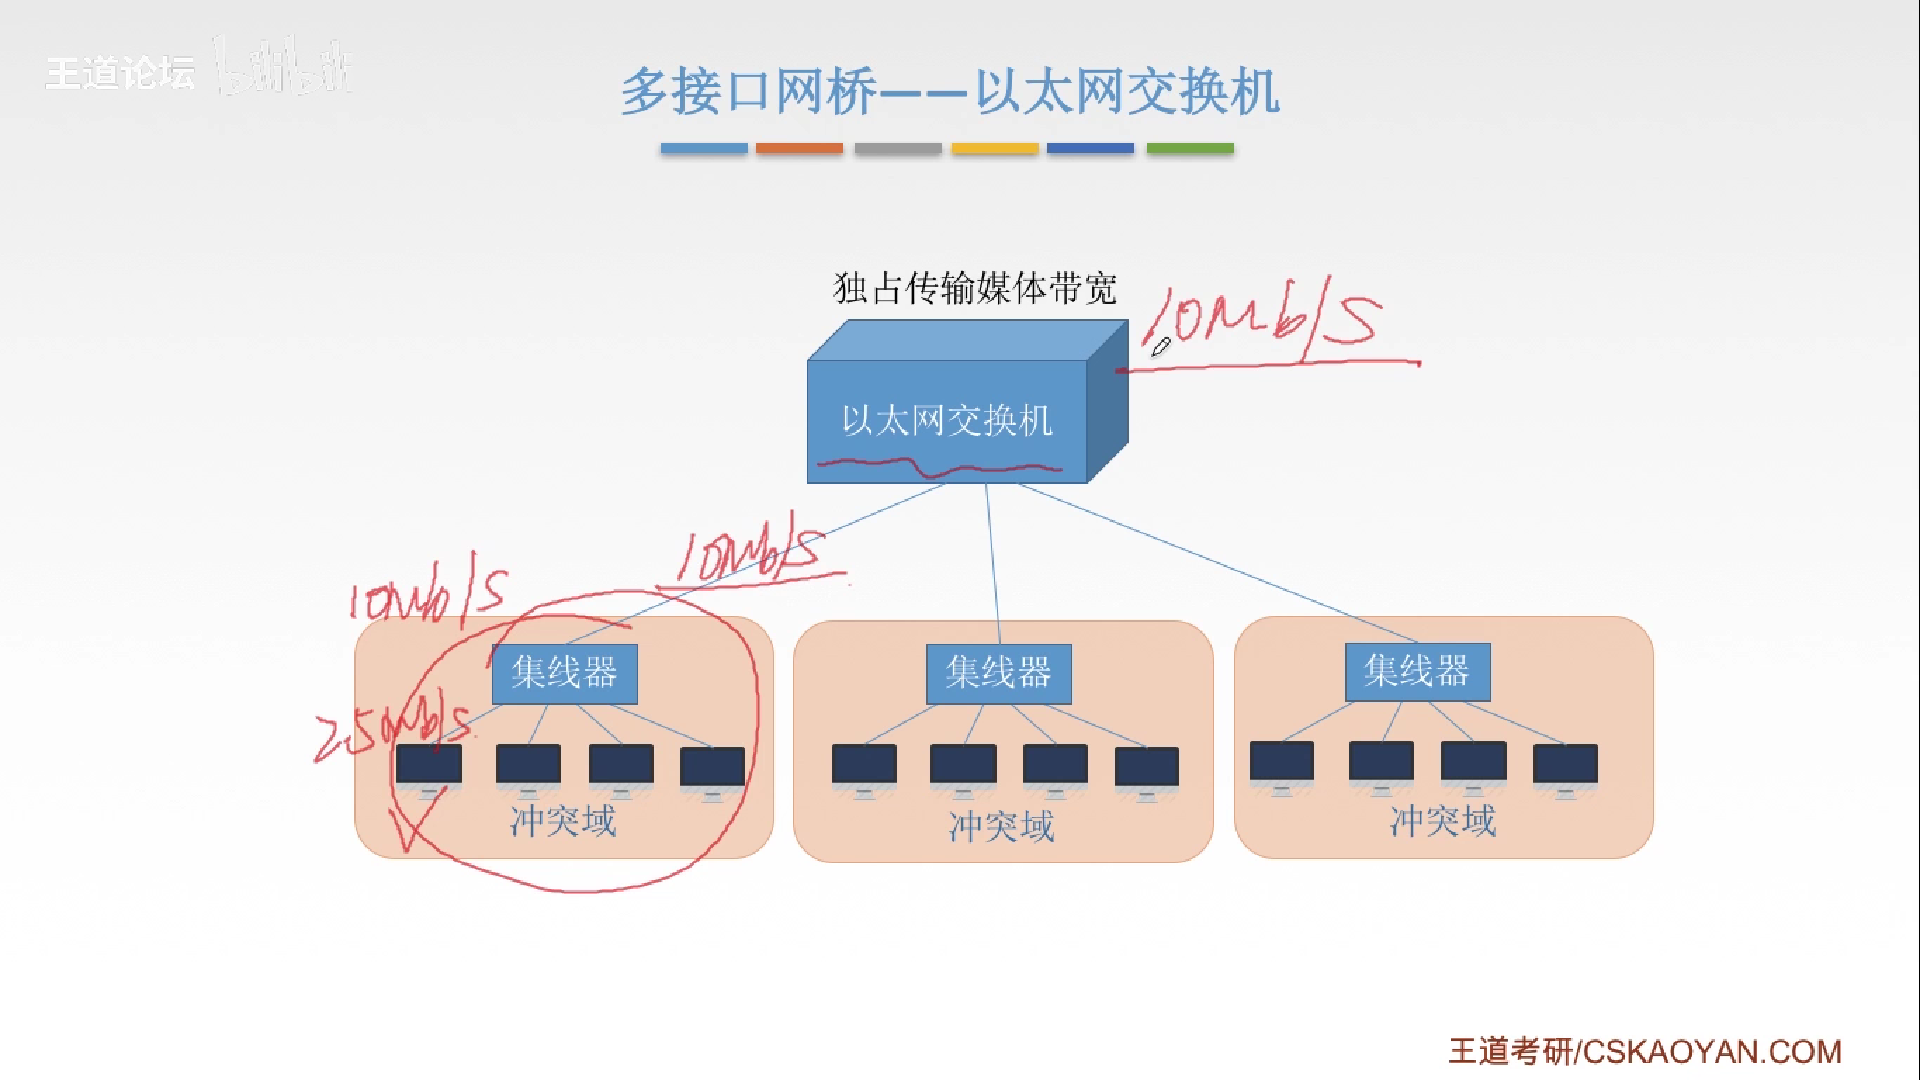 王道论坛 bilibili
多接口网桥——以太网交换机
独占传输媒体带宽
10Mb/s
以太网交换机
10Mb/s
10Mb/s
集线器
集线器
集线器
2.5Mb/s
冲突域
冲突域
冲突域
王道考研/CSKAOYAN.COM